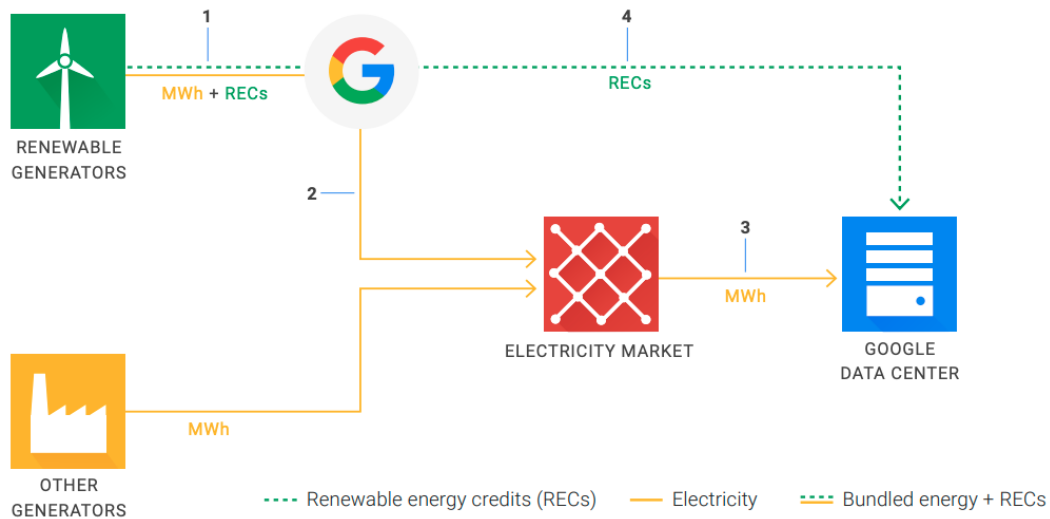 1
4
MWh + RECs
RECs
RENEWABLE
GENERATORS
2
3
MWh
ELECTRICITY MARKET
GOOGLE
DATA CENTER
MWh
OTHER
GENERATORS
Renewable energy credits (RECs)
Electricity
Bundled energy + RECs